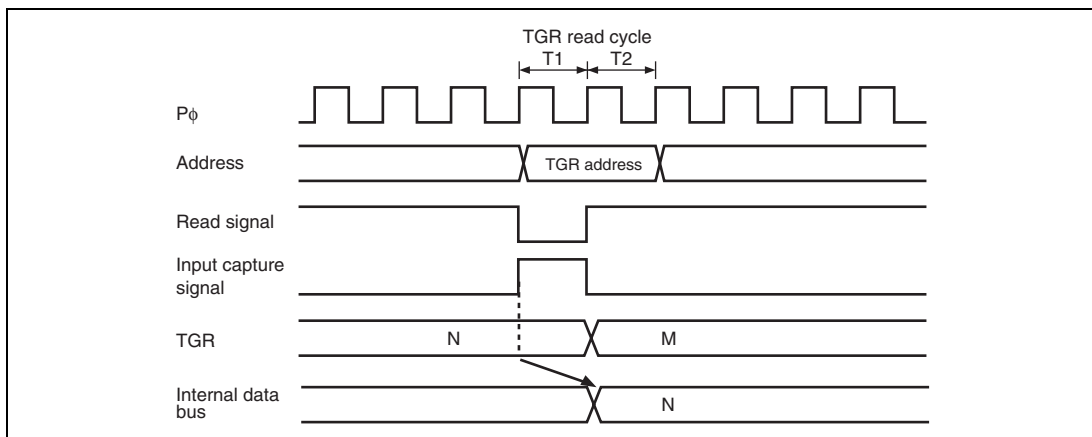 TGR read cycle
T1 T2
Pϕ
Address
TGR address
Read signal
Input capture
signal
TGR
N M
Internal data
bus
N